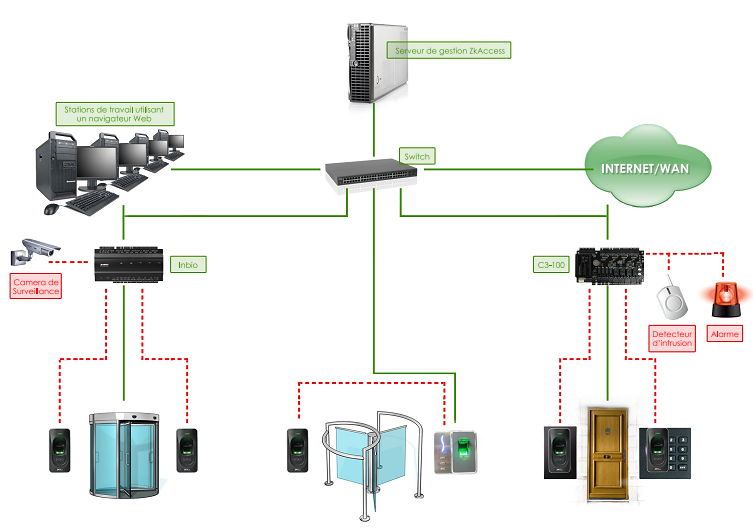 Serveur de gestion ZkAccess
Stations de travail utilisant
un navigateur Web
Switch
INTERNET/WAN
Inbio
C3-100
Camera de
Surveillance
Detecteur
d'intrusion
Alarme